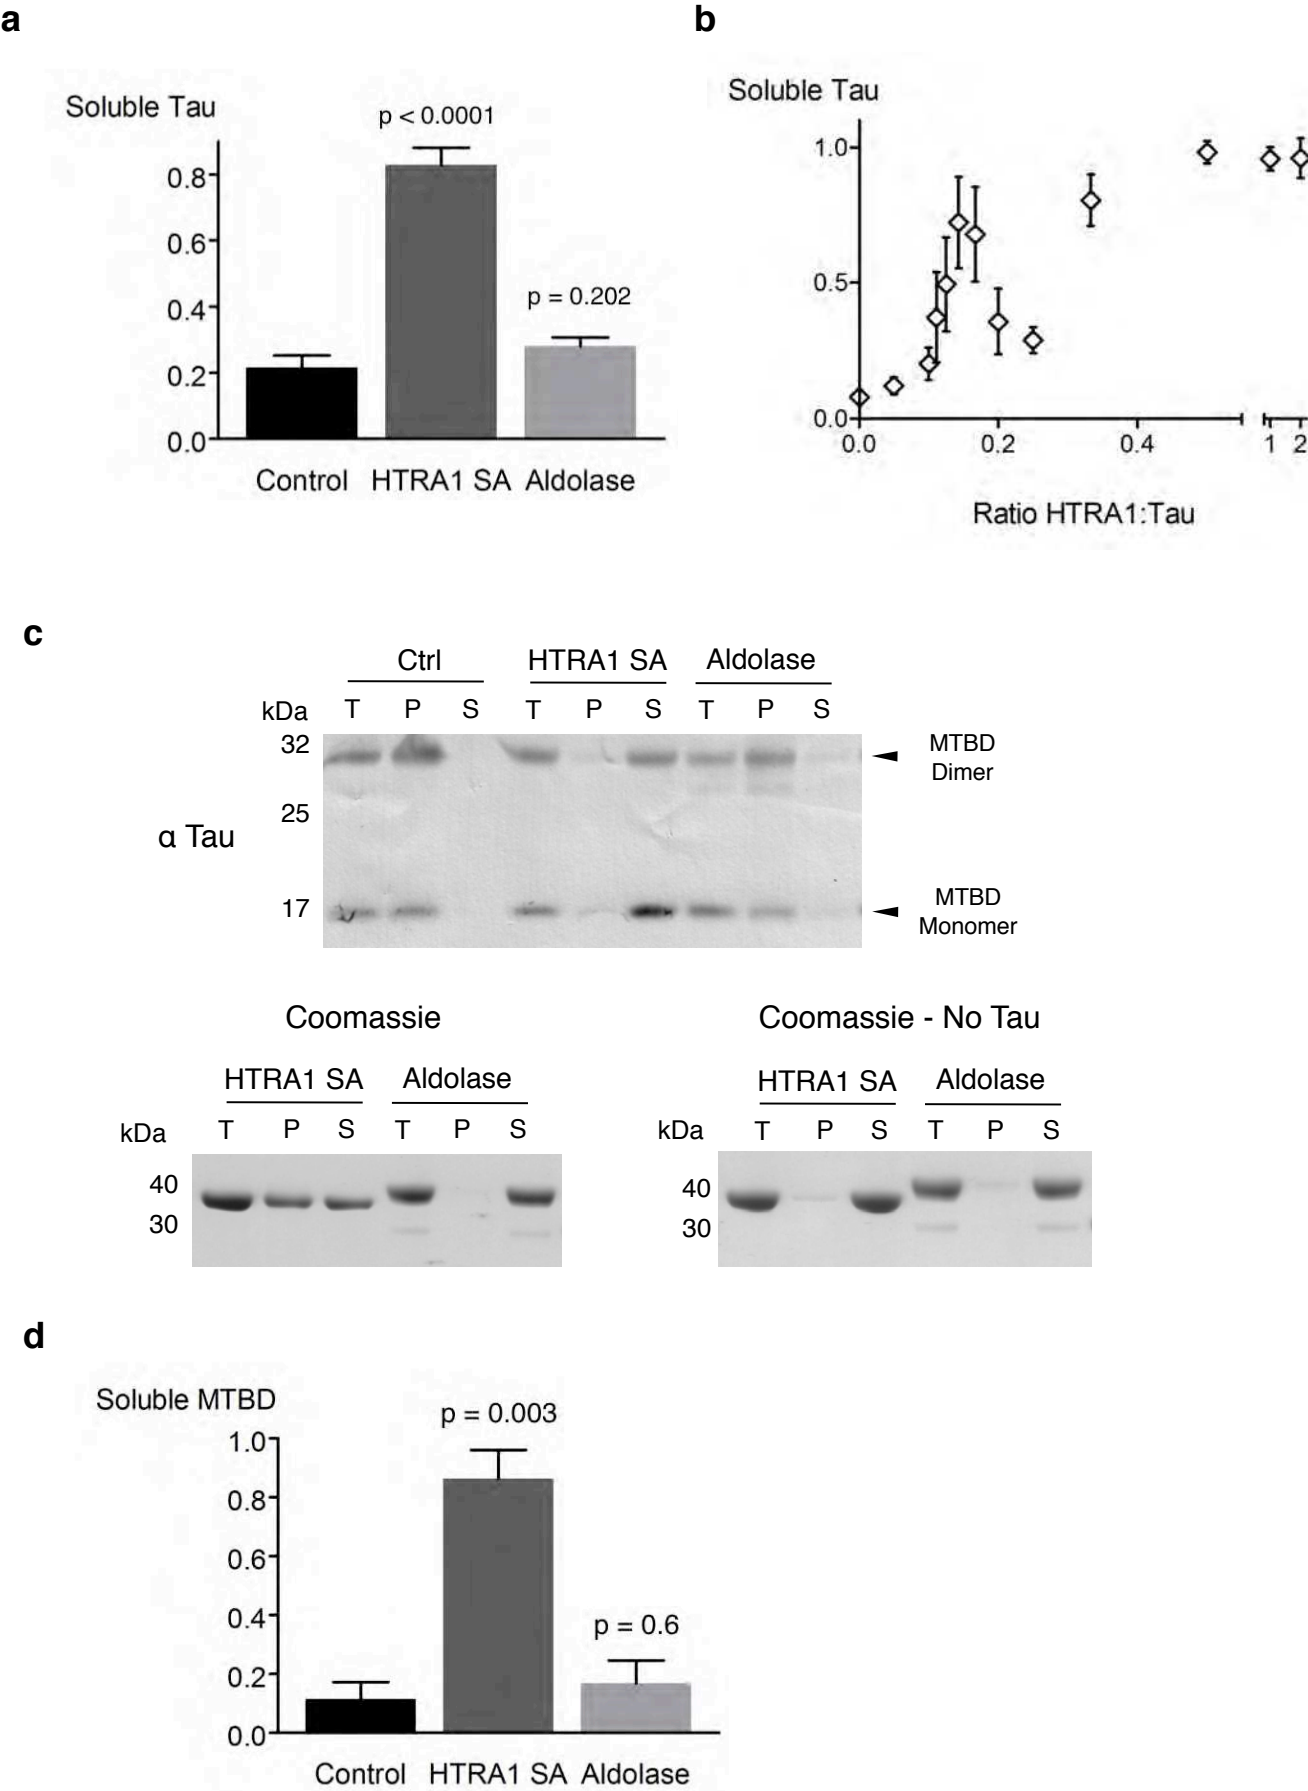 a
Soluble Tau
p < 0.0001
p = 0.202
0.8
0.6
0.4
0.2
0.0
Control HTRA1 SA Aldolase
b
Soluble Tau
1.0
0.5
0.0
0.0 0.2 0.4 1 2
Ratio HTRA1:Tau
c
Ctrl HTRA1 SA Aldolase
kDa T P S T P S T P S
32
25
17
α Tau
MTBD
Dimer
MTBD
Monomer
Coomassie
HTRA1 SA Aldolase
kDa T P S T P S
40
30
Coomassie - No Tau
HTRA1 SA Aldolase
kDa T P S T P S
40
30
d
Soluble MTBD
p = 0.003
p = 0.6
1.0
0.8
0.6
0.4
0.2
0.0
Control HTRA1 SA Aldolase